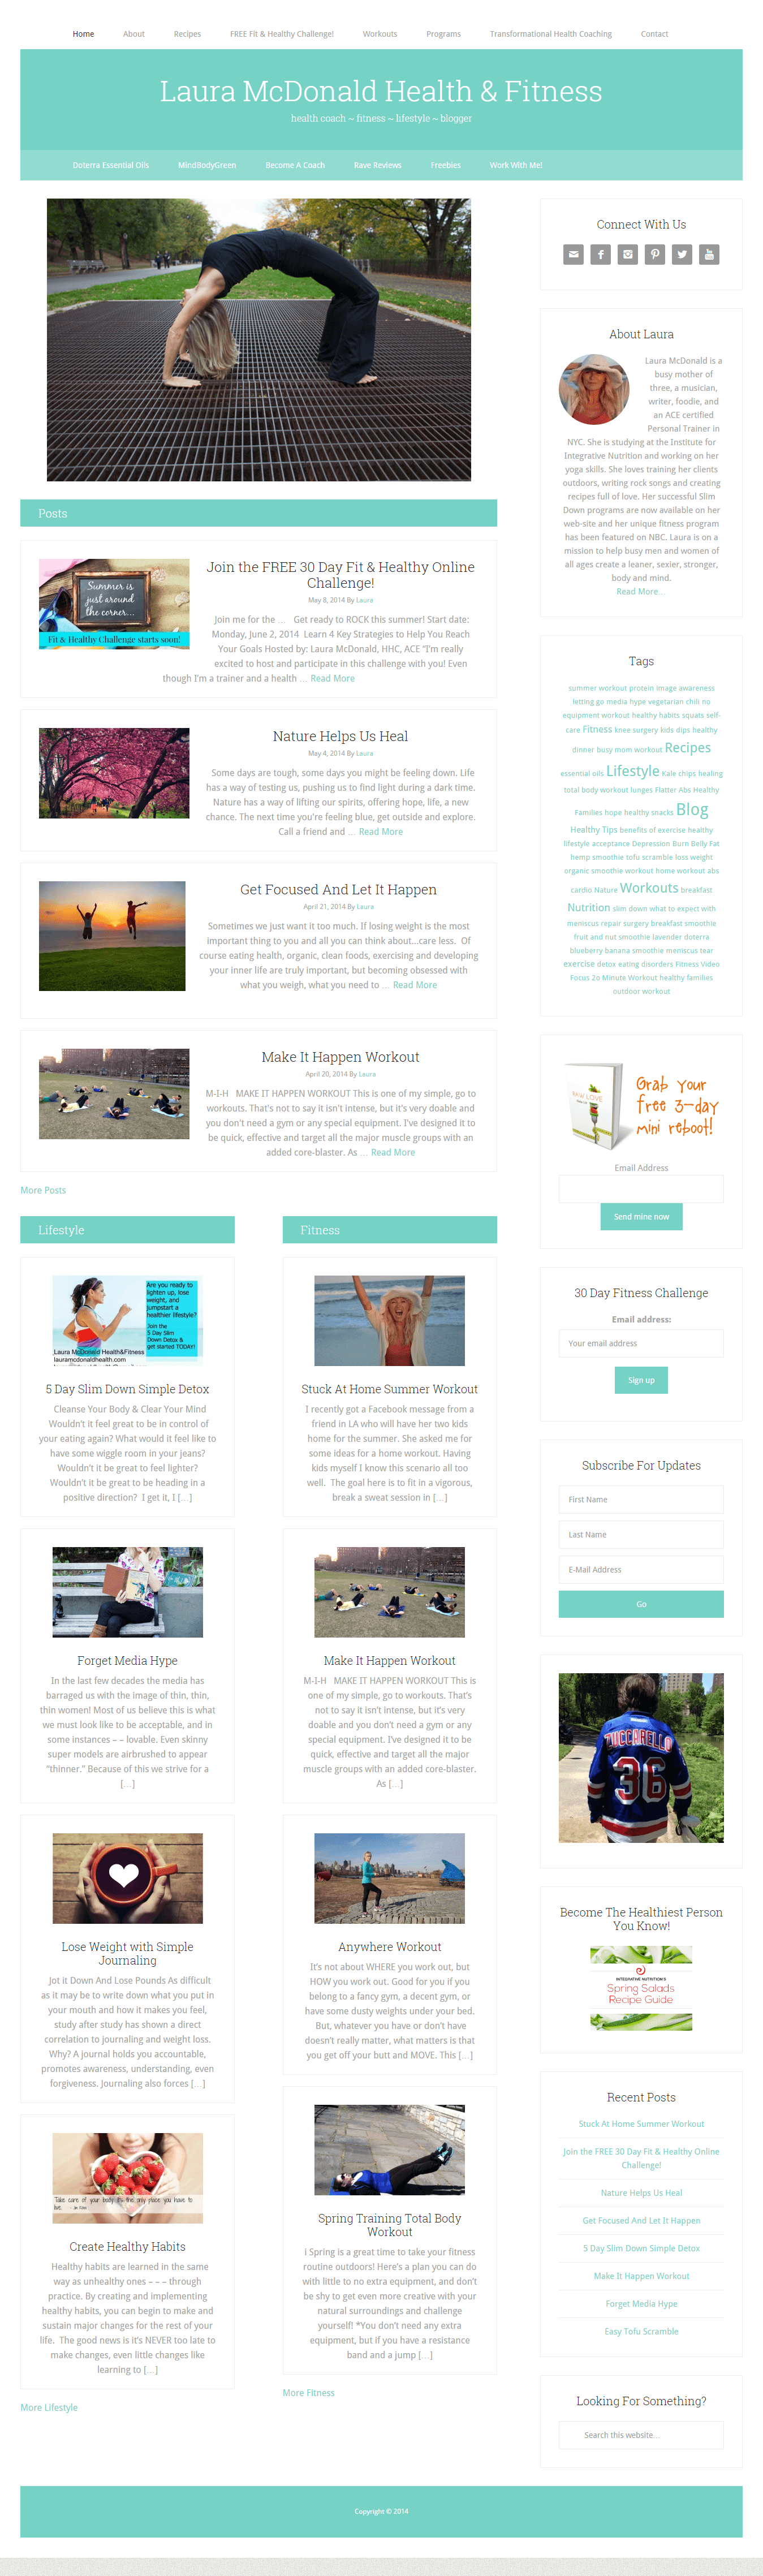 Home About Recipes FREE Fit & Healthy Challenge! Workouts Programs Transformational Health Coaching Contact
Laura McDonald Health & Fitness
health coach ~ fitness ~ lifestyle ~ blogger
Doterra Essential Oils MindBodyGreen Become A Coach Rave Reviews Freebies Work With Me!
Posts
Summer is
just around
the corner...
Fit & Healthy Challenge starts soon!
Join the FREE 30 Day Fit & Healthy Online
Challenge!
May 8, 2014 By Laura
Join me for the … Get ready to ROCK this summer! Start date:
Monday, June 2, 2014 Learn 4 Key Strategies to Help You Reach
Your Goals Hosted by: Laura McDonald, HHC, ACE “I’m really
excited to host and participate in this challenge with you! Even
though I’m a trainer and a health … Read More
Nature Helps Us Heal
May 4, 2014 By Laura
Some days are tough, some days you might be feeling down. Life
has a way of testing us, pushing us to find light during a dark time.
Nature has a way of lifting our spirits, offering hope, life, a new
chance. The next time you're feeling blue, get outside and explore.
Call a friend and … Read More
Get Focused And Let It Happen
April 21, 2014 By Laura
Sometimes we just want it too much. If losing weight is the most
important thing to you and all you can think about...care less. Of
course eating health, organic, clean foods, exercising and developing
your inner life are truly important, but becoming obsessed with
what you weigh, what you need to … Read More
Make It Happen Workout
April 20, 2014 By Laura
M-I-H MAKE IT HAPPEN WORKOUT This is one of my simple, go to
workouts. That's not to say it isn't intense, but it's very doable and
you don't need a gym or any special equipment. I've designed it to
be quick, effective and target all the major muscle groups with an
added core-blaster. As … Read More
More Posts
Lifestyle
Are you ready to
lighten up, lose
weight, and
jumpstart a
healthier lifestyle?
Join the
5 Day Slim
Down Detox &
get started TODAY!
Laura McDonald Health&Fitness
lauramcdonaldhealth.com
5 Day Slim Down Simple Detox
Cleanse Your Body & Clear Your Mind
Wouldn’t it feel great to be in control of
your eating again? What would it feel like to
have some wiggle room in your jeans?
Wouldn’t it be great to feel lighter?
Wouldn’t it be great to be heading in a
positive direction? I get it, I […]
Forget Media Hype
In the last few decades the media has
barraged us with the image of thin, thin,
thin women! Most of us believe this is what
we must look like to be acceptable, and in
some instances – – lovable. Even skinny
super models are airbrushed to appear
“thinner.” Because of this we strive for a
[…]
Lose Weight with Simple
Journaling
Jot it Down And Lose Pounds As difficult
as it may be to write down what you put in
your mouth and how it makes you feel,
study after study has shown a direct
correlation to journaling and weight loss.
Why? A journal holds you accountable,
promotes awareness, understanding, even
forgiveness. Journaling also forces […]
Take care of your body it's the only place you have to
live.
Create Healthy Habits
Healthy habits are learned in the same
way as unhealthy ones – – – through
practice. By creating and implementing
healthy habits, you can begin to make and
sustain major changes for the rest of your
life. The good news is it’s NEVER too late to
make changes, even little changes like
learning to […]
More Lifestyle
Fitness
Stuck At Home Summer Workout
I recently got a Facebook message from a
friend in LA who will have her two kids
home for the summer. She asked me for
some ideas for a home workout. Having
kids myself I know this scenario all too
well. The goal here is to fit in a vigorous,
break a sweat session in […]
Make It Happen Workout
M-I-H MAKE IT HAPPEN WORKOUT This is
one of my simple, go to workouts. That’s
not to say it isn’t intense, but it’s very
doable and you don’t need a gym or any
special equipment. I’ve designed it to be
quick, effective and target all the major
muscle groups with an added core-blaster.
As […]
Anywhere Workout
It’s not about WHERE you work out, but
HOW you work out. Good for you if you
belong to a fancy gym, a decent gym, or
have some dusty weights under your bed.
But, whatever you have or don’t have
doesn’t really matter, what matters is that
you get off your butt and MOVE. This […]
Spring Training Total Body
Workout
i Spring is a great time to take your fitness
routine outdoors! Here’s a plan you can do
with little to no extra equipment, and don’t
be shy to get even more creative with your
natural surroundings and challenge
yourself! *You don’t need any extra
equipment, but if you have a resistance
band and a jump […]
More Fitness
Connect With Us
About Laura
Laura McDonald is a
busy mother of
three, a musician,
writer, foodie, and
an ACE certified
Personal Trainer in
NYC. She is studying at the Institute for
Integrative Nutrition and working on her
yoga skills. She loves training her clients
outdoors, writing rock songs and creating
recipes full of love. Her successful Slim
Down programs are now available on her
web-site and her unique fitness program
has been featured on NBC. Laura is on a
mission to help busy men and women of
all ages create a leaner, sexier, stronger,
body and mind.
Read More…
Tags
summer workout protein image awareness
letting go media hype vegetarian chili no
equipment workout healthy habits squats self-
care Fitness knee surgery kids dips healthy
dinner busy mom workout Recipes
essential oils Lifestyle Kale chips healing
total body workout lunges Flatter Abs Healthy
Families hope healthy snacks Blog
Healthy Tips benefits of exercise healthy
lifestyle acceptance Depression Burn Belly Fat
hemp smoothie tofu scramble loss weight
organic smoothie workout home workout abs
cardio Nature Workouts breakfast
Nutrition slim down what to expect with
meniscus repair surgery breakfast smoothie
fruit and nut smoothie lavender doterra
blueberry banana smoothie meniscus tear
exercise detox eating disorders Fitness Video
Focus 20 Minute Workout healthy families
outdoor workout
RAW LOVE
Grab your
free 3-day
mini reboot!
Email Address
Send mine now
30 Day Fitness Challenge
Email address:
Your email address
Sign up
Subscribe For Updates
First Name
Last Name
E-Mail Address
Go
ZUCCARELLO
36
Become The Healthiest Person
You Know!
INTEGRATIVE NUTRITION'S
Spring Salads
Recipe Guide
Recent Posts
Stuck At Home Summer Workout
Join the FREE 30 Day Fit & Healthy Online
Challenge!
Nature Helps Us Heal
Get Focused And Let It Happen
5 Day Slim Down Simple Detox
Make It Happen Workout
Forget Media Hype
Easy Tofu Scramble
Looking For Something?
Search this website…
Copyright © 2014